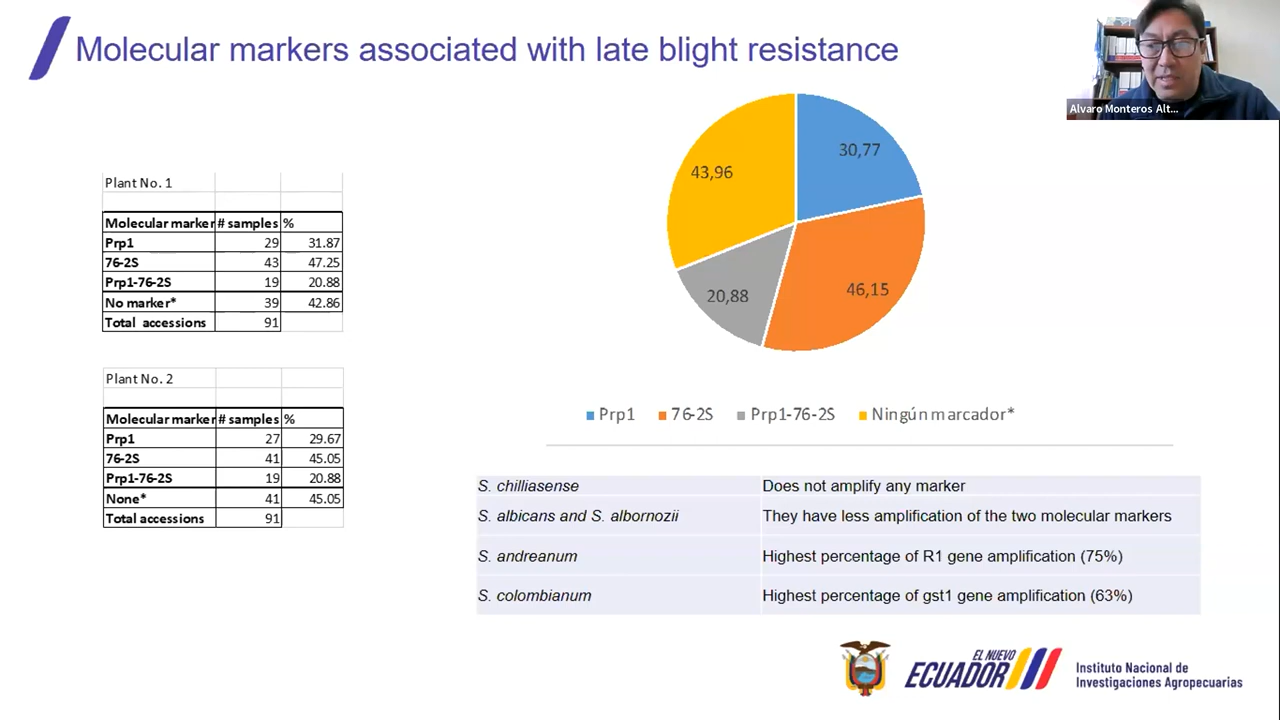 Molecular markers associated with late blight resistance
Alvaro Monteros Alt...
Plant No. 1
Molecular marker # samples %
Prp1 29 31.87
76-2S 43 47.25
Prp1-76-2S 19 20.88
No marker* 39 42.86
Total accessions 91
Plant No. 2
Molecular marker # samples %
Prp1 27 29.67
76-2S 41 45.05
Prp1-76-2S 19 20.88
None* 41 45.05
Total accessions 91
30,77
43,96
46,15
20,88
Prp1 76-2S Prp1-76-2S Ningún marcador*
S. chilliasense Does not amplify any marker
S. albicans and S. albornozii They have less amplification of the two molecular markers
S. andreanum Highest percentage of R1 gene amplification (75%)
S. colombianum Highest percentage of gst1 gene amplification (63%)
EL NUEVO
ECUADOR
Instituto Nacional de
Investigaciones Agropecuarias